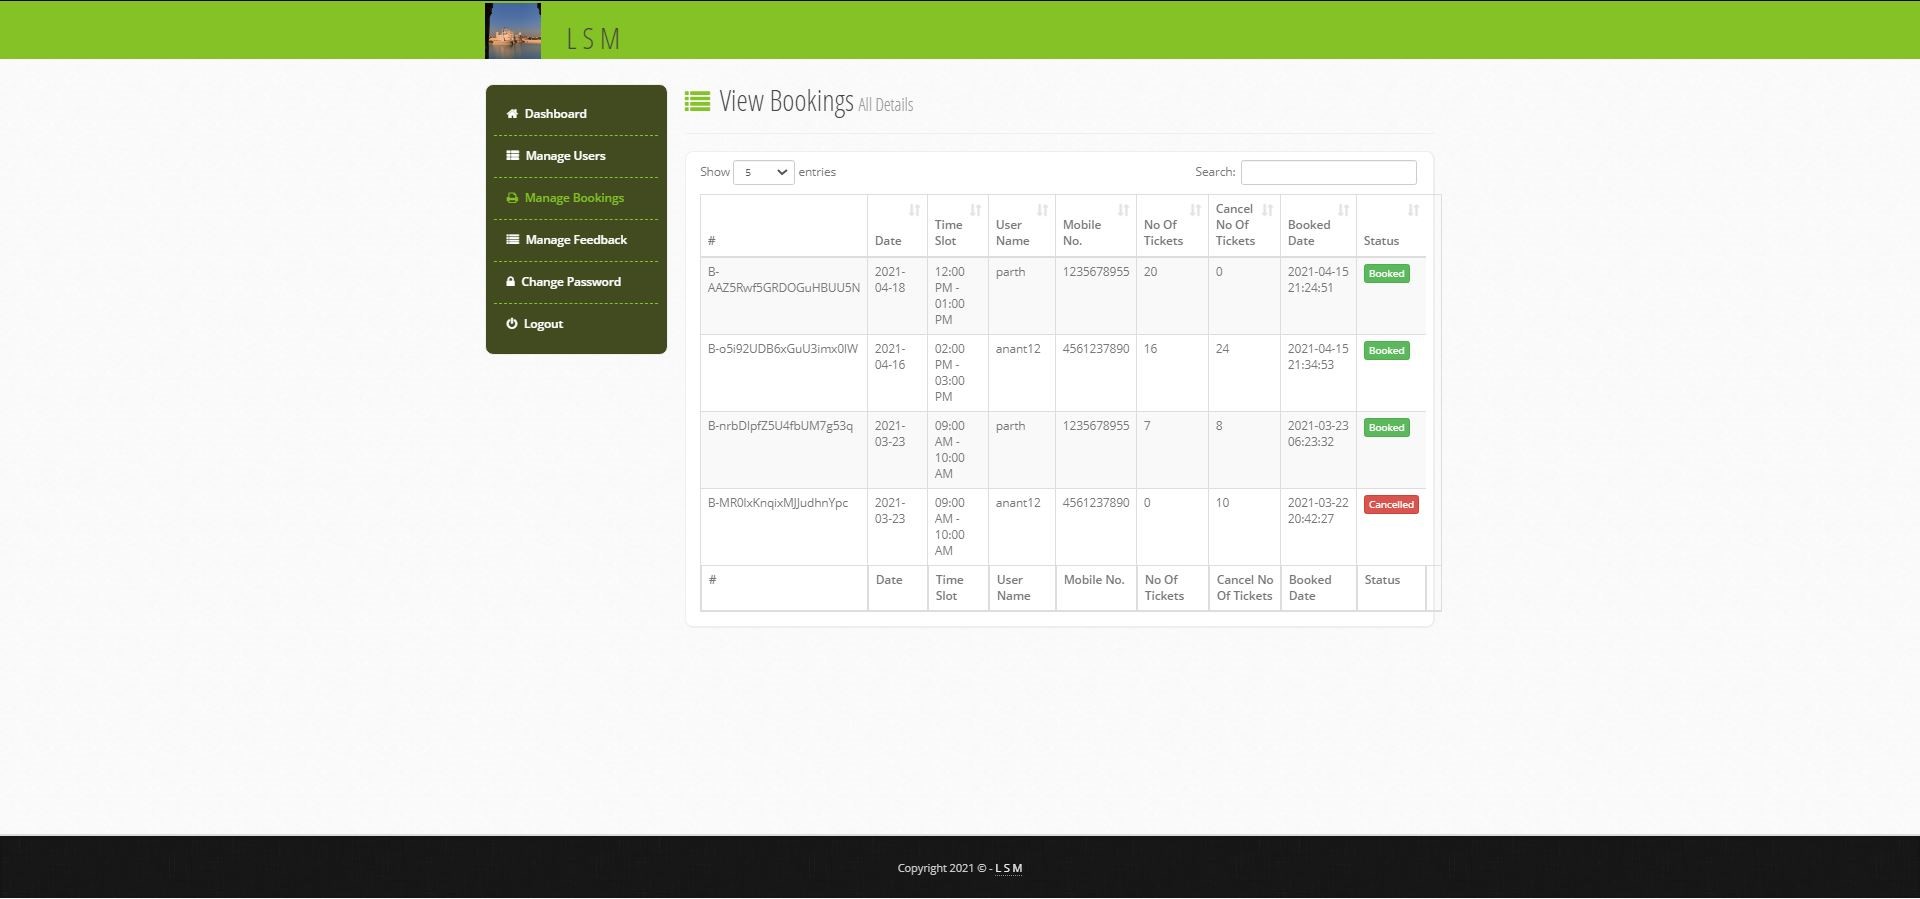 L S M
Dashboard
Manage Users
Manage Bookings
Manage Feedback
Change Password
Logout
View Bookings All Details
Show 5 entries
Search:
# Date Time Slot User Name Mobile No. No Of Tickets Cancel No Of Tickets Booked Date Status
B-AAZ5Rwf5GRDOGuHBUU5N 2021-04-18 12:00 PM - 01:00 PM parth 1235678955 20 0 2021-04-15 21:24:51 Booked
B-o5i92UDB6xGuU3imx0lW 2021-04-16 02:00 PM - 03:00 PM anant12 4561237890 16 24 2021-04-15 21:34:53 Booked
B-nrbDlpfZ5U4fbUM7g53q 2021-03-23 09:00 AM - 10:00 AM parth 1235678955 7 8 2021-03-23 06:23:32 Booked
B-MR0lxKnqixMJJudhnYpc 2021-03-23 09:00 AM - 10:00 AM anant12 4561237890 0 10 2021-03-22 20:42:27 Cancelled
# Date Time Slot User Name Mobile No. No Of Tickets Cancel No Of Tickets Booked Date Status
Copyright 2021 © - L S M